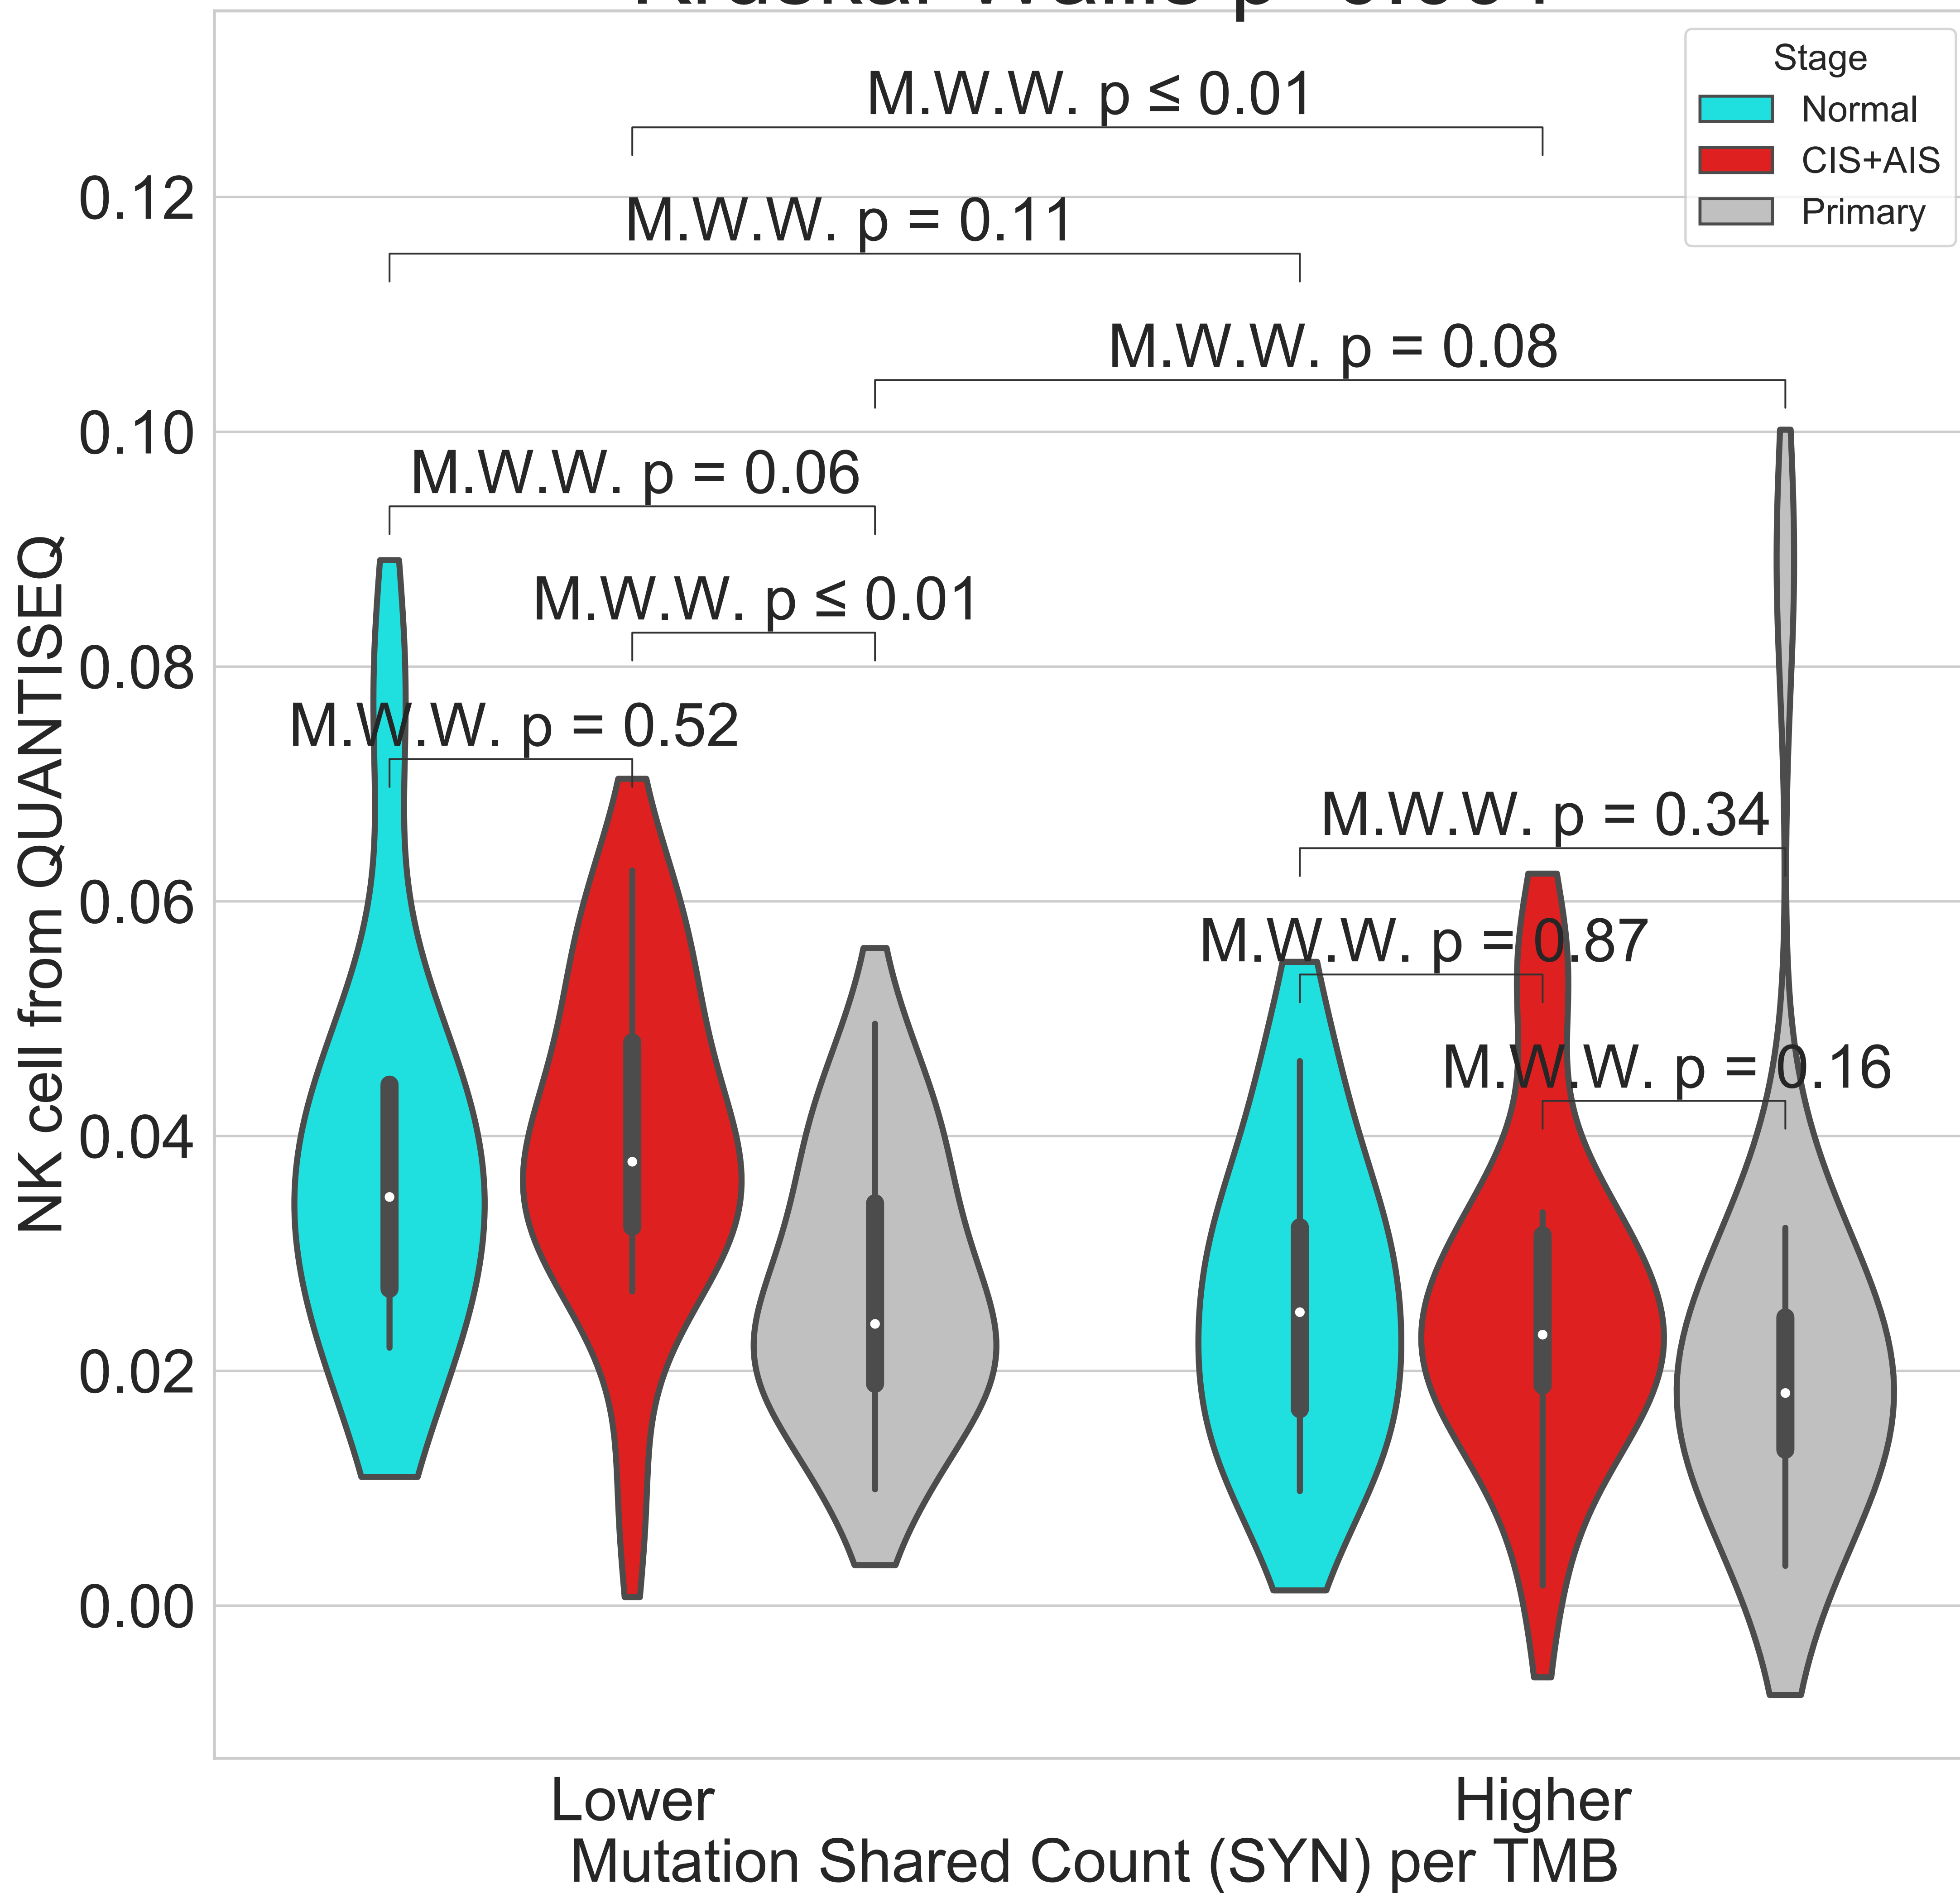 Stage
Normal
CIS+AIS
Primary
M.W.W. p ≤ 0.01
M.W.W. p = 0.11
M.W.W. p = 0.08
M.W.W. p = 0.06
M.W.W. p ≤ 0.01
M.W.W. p = 0.52
M.W.W. p = 0.34
M.W.W. p = 0.87
M.W.W. p = 0.16
0.12
0.10
0.08
0.06
0.04
0.02
0.00
NK cell from QUANTISEQ
Lower
Higher
Mutation Shared Count (SYN) per TMB